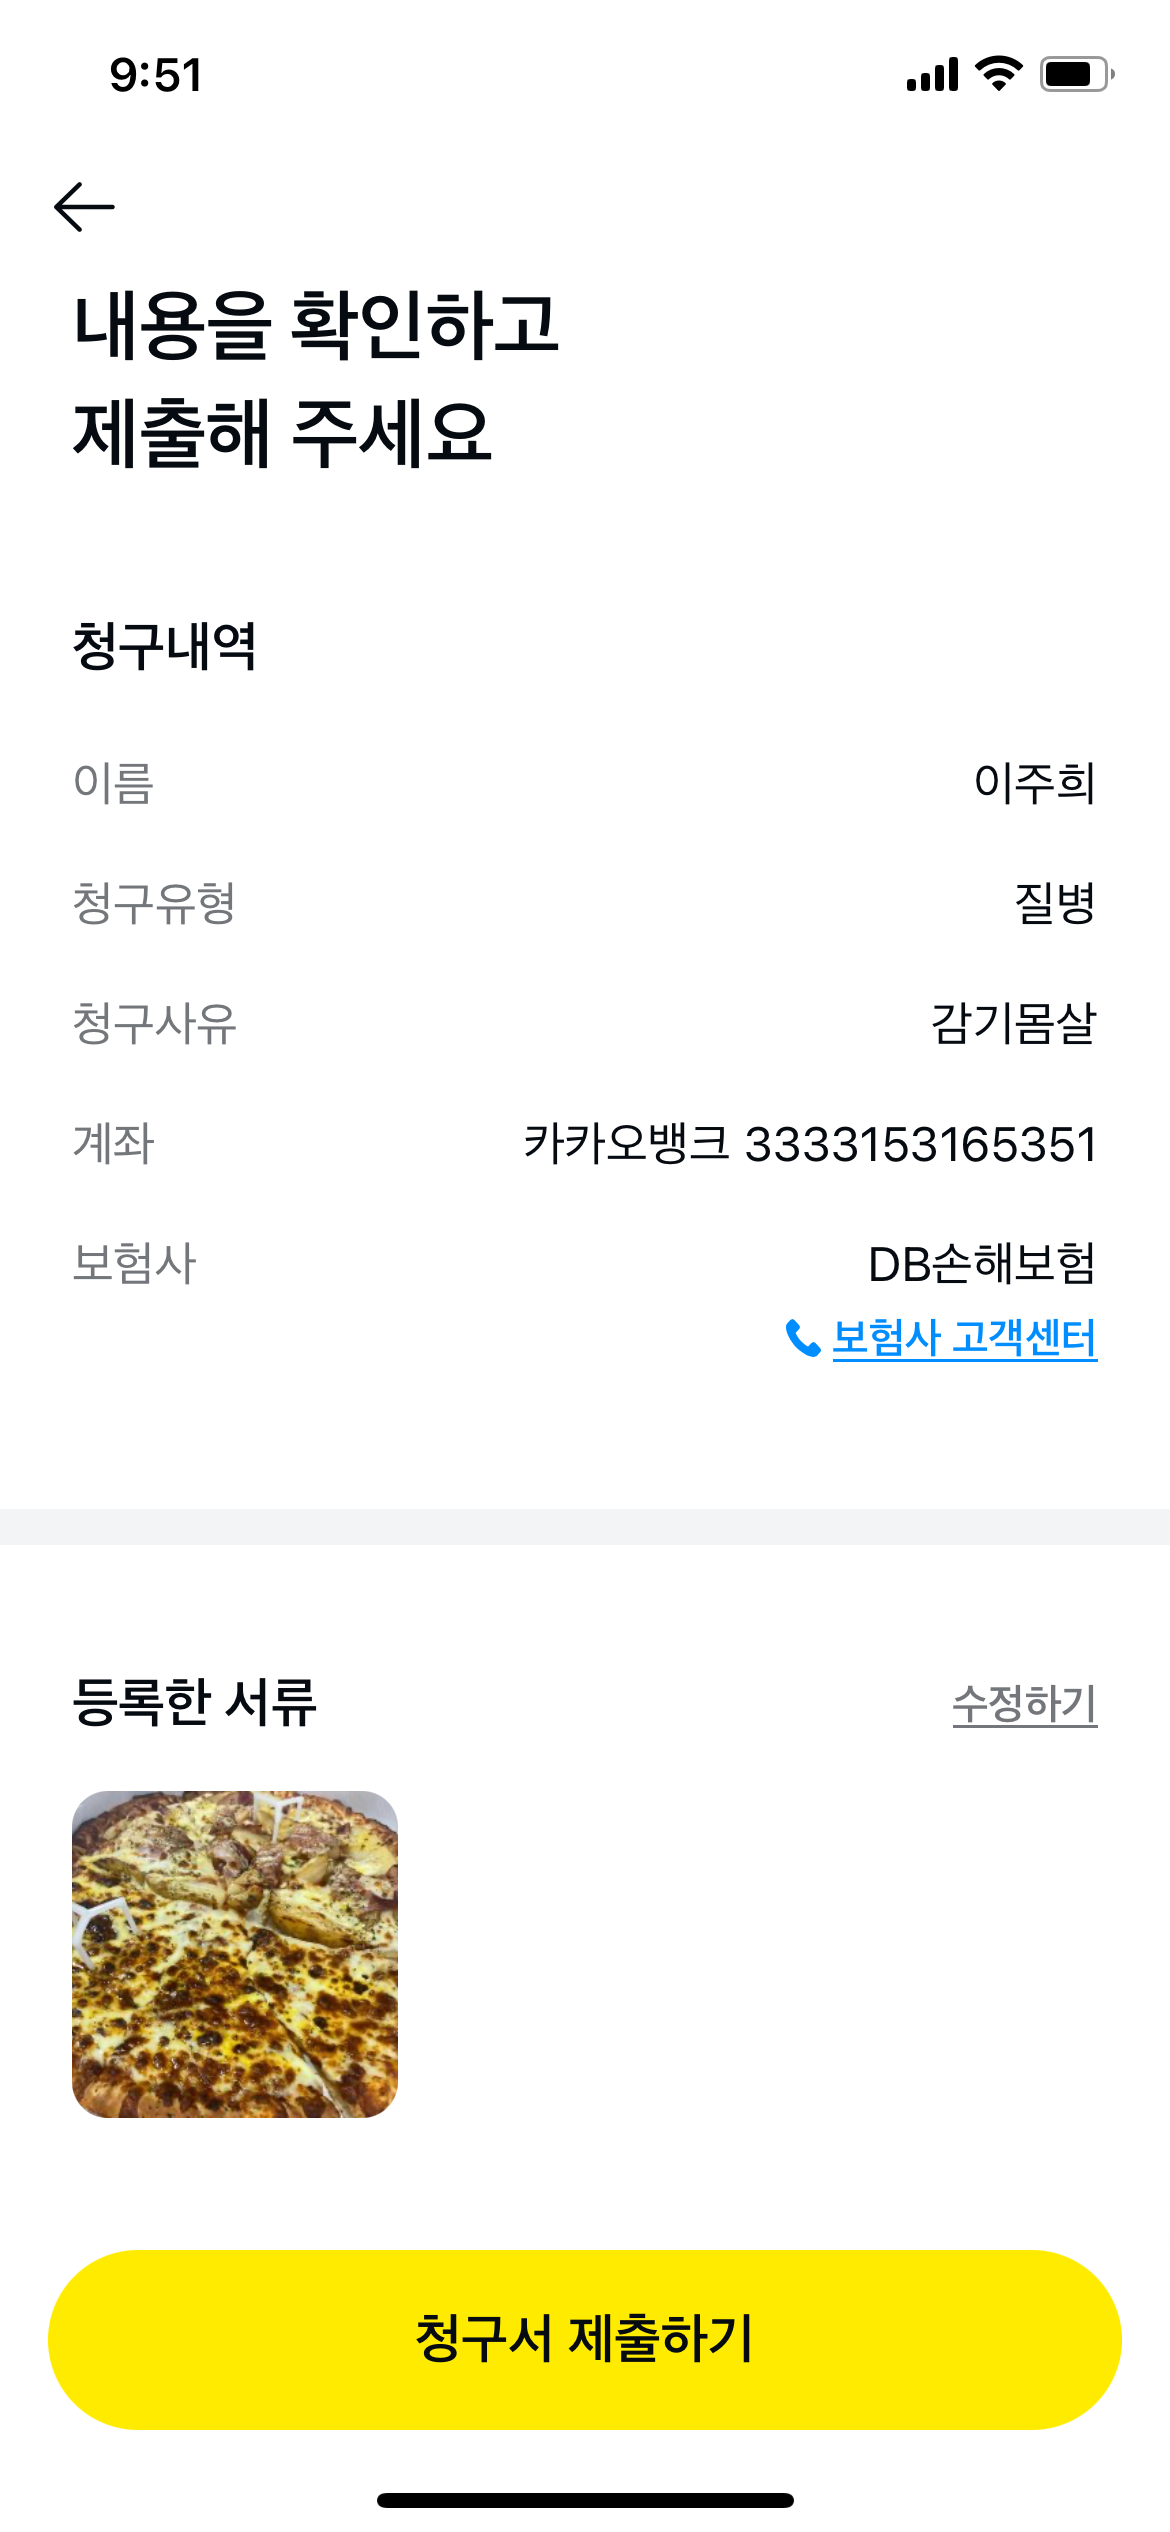 9:51
내용을 확인하고
제출해 주세요
청구내역
이름 이주희
청구유형 질병
청구사유 감기몸살
계좌 카카오뱅크 3333153165351
보험사 DB손해보험
보험사 고객센터
등록한 서류 수정하기
청구서 제출하기